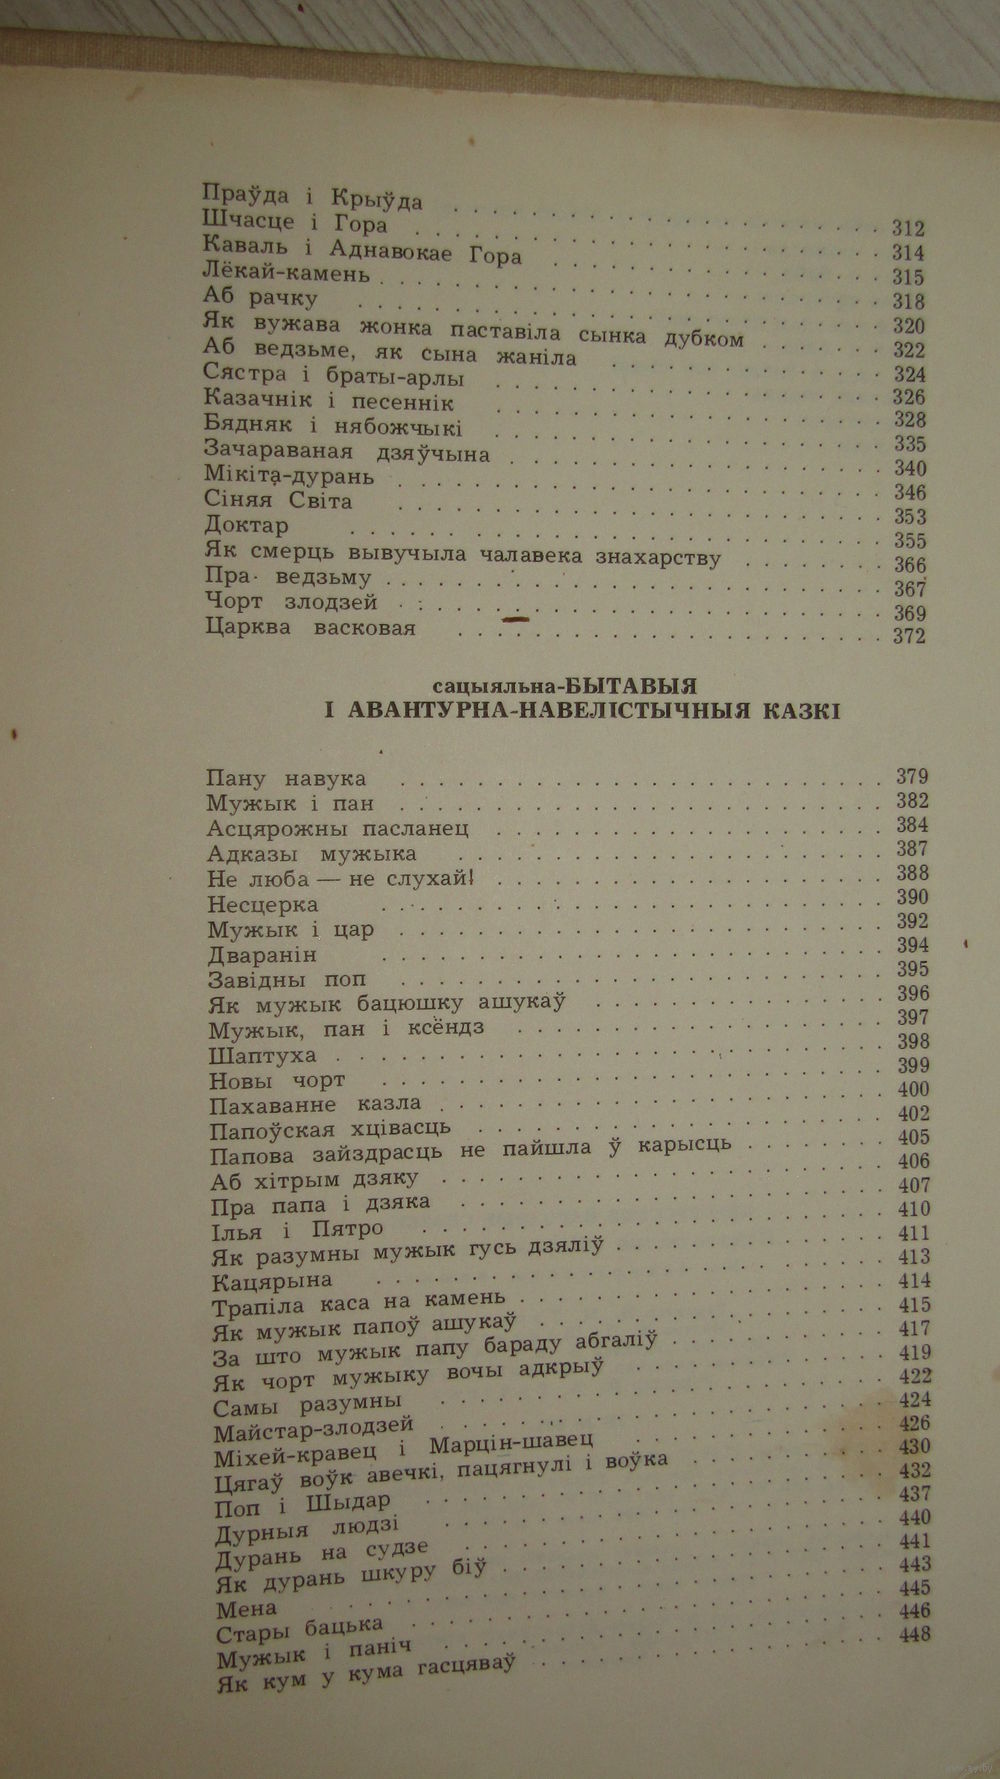 Праўда і Крыўда . . . . . . . . . . 312
Шчасце і Гора . . . . . . . . . . 314
Каваль і Аднавокае Гора . . . . . . . . . . 315
Лёкай-камень . . . . . . . . . . 318
Аб рачку . . . . . . . . . . 320
Як вужава жонка паставіла сынка дубком . . . . . . . 322
Аб ведзьме, як сына жаніла . . . . . . . . . . 324
Сястра і браты-арлы . . . . . . . . . . 326
Казачнік і песеннік . . . . . . . . . . 328
Бядняк і нябожчыкі . . . . . . . . . . 335
Зачараваная дзяўчына . . . . . . . . . . 340
Мікіта-дурань . . . . . . . . . . 346
Сіняя Світа . . . . . . . . . . 353
Доктар . . . . . . . . . . 355
Як смерць вывучыла чалавека знахарству . . . . . . . 366
Пра ведзьму . . . . . . . . . . 367
Чорт злодзей . . . . . . . . . . 369
Царква васковая . . . . . . . . . . 372
сацыяльна-БЫТАВЫЯ
І АВАНТУРНА-НАВЕЛІСТЫЧНЫЯ КАЗКІ
Пану навука . . . . . . . . . . 379
Мужык і пан . . . . . . . . . . 382
Асцярожны пасланец . . . . . . . . . . 384
Адказы мужыка . . . . . . . . . . 387
Не люба — не слухай! . . . . . . . . . . 388
Несцерка . . . . . . . . . . 390
Мужык і цар . . . . . . . . . . 392
Дваранін . . . . . . . . . . 394
Завідны поп . . . . . . . . . . 395
Як мужык бацюшку ашукаў . . . . . . . . . . 396
Мужык, пан і ксёндз . . . . . . . . . . 397
Шаптуха . . . . . . . . . . 398
Новы чорт . . . . . . . . . . 399
Пахаванне казла . . . . . . . . . . 400
Папоўская хцівасць . . . . . . . . . . 402
Папова зайздрасць не пайшла ў карысць . . . . . . . 405
Аб хітрым дзяку . . . . . . . . . . 406
Пра папа і дзяка . . . . . . . . . . 407
Ілья і Пятро . . . . . . . . . . 410
Як разумны мужык гусь дзяліў . . . . . . . . . . 411
Кацярына . . . . . . . . . . 413
Трапіла каса на камень . . . . . . . . . . 414
Як мужык папоў ашукаў . . . . . . . . . . 415
За што мужык папу бараду абгаліў . . . . . . . . . . 417
Як чорт мужыку вочы адкрыў . . . . . . . . . . 419
Самы разумны . . . . . . . . . . 422
Майстар-злодзей . . . . . . . . . . 424
Міхей-кравец і Марцін-шавец . . . . . . . . . . 426
Цягаў воўк авечкі, пацягнулі і воўка . . . . . . . . . . 430
Поп і Шыдар . . . . . . . . . . 432
Дурныя людзі . . . . . . . . . . 437
Дурань на судзе . . . . . . . . . . 440
Як дурань шкуру біў . . . . . . . . . . 441
Мена . . . . . . . . . . 443
Стары бацька . . . . . . . . . . 445
Мужык і паніч . . . . . . . . . . 446
Як кум у кума гасцяваў . . . . . . . . . . 448